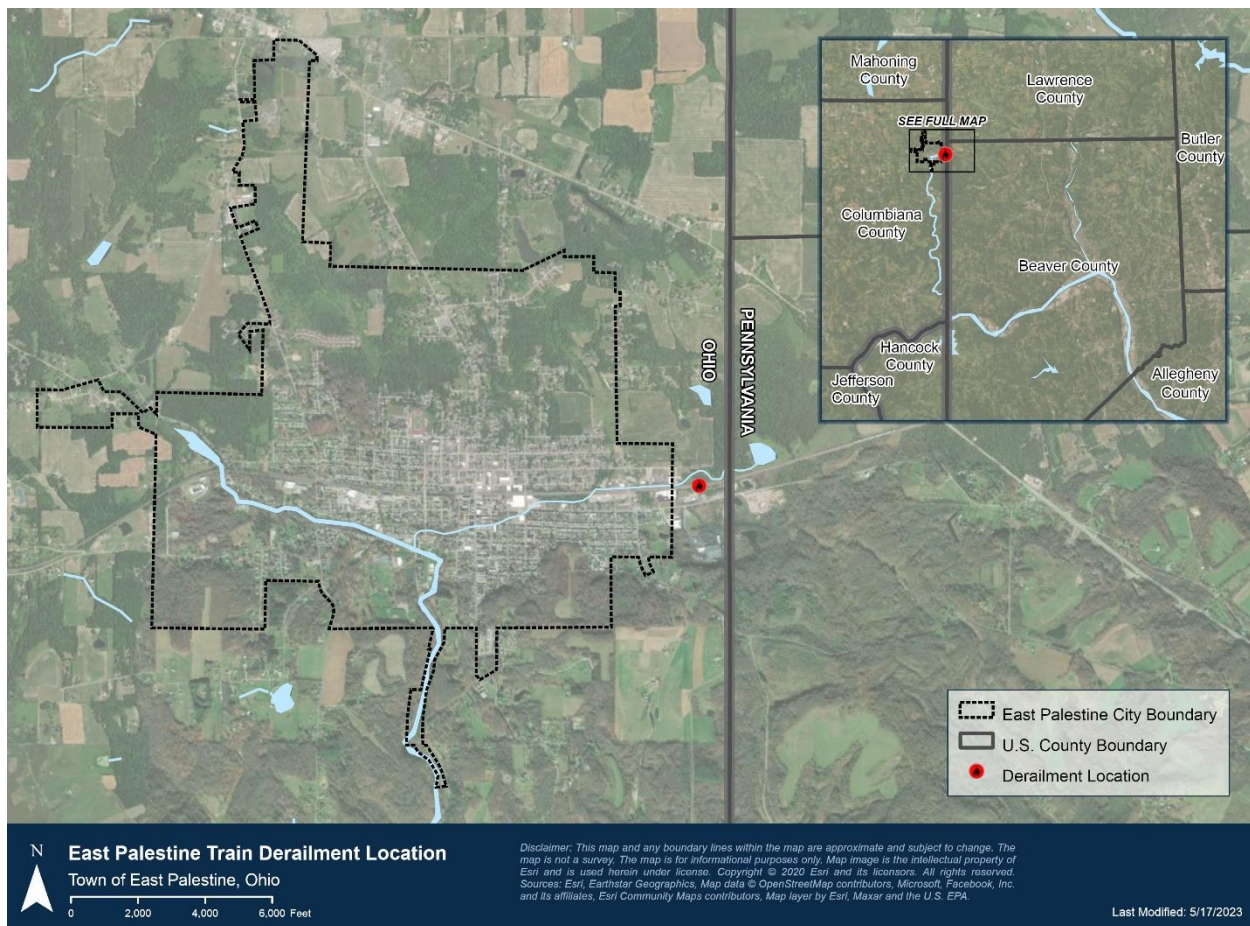 Mahoning
County
Lawrence
County
SEE FULL MAP
Butler
County
Columbiana
County
Beaver County
Hancock
County
Jefferson
County
Allegheny
County
OHIO
PENNSYLVANIA
East Palestine City Boundary
U.S. County Boundary
Derailment Location
N
East Palestine Train Derailment Location
Town of East Palestine, Ohio
0 2,000 4,000 6,000 Feet
Disclaimer: This map and any boundary lines within the map are approximate and subject to change. The
map is not a survey. The map is for informational purposes only. Map image is the intellectual property of
Esri and is used herein under license. Copyright © 2020 Esri and its licensors. All rights reserved.
Sources: Esri, Earthstar Geographics, Map data © OpenStreetMap contributors, Microsoft, Facebook, Inc.
and its affiliates, Esri Community Maps contributors, Map layer by Esri, Maxar and the U.S. EPA.
Last Modified: 5/17/2023